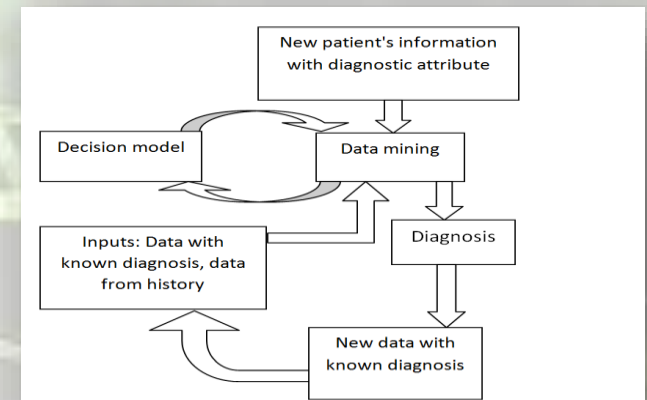 New patient's information
with diagnostic attribute
Decision model
Data mining
Inputs: Data with
known diagnosis, data
from history
Diagnosis
New data with
known diagnosis